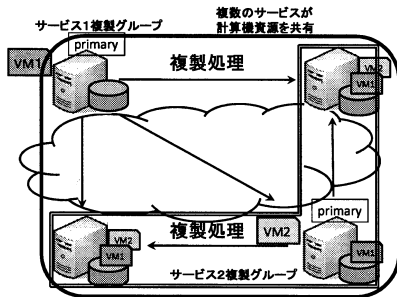 サービス1複製グループ
複数のサービスが
計算機資源を共有
primary
VM1
複製処理
VM2
VM1
primary
複製処理
VM2
VM2
VM1
VM1
サービス2複製グループ